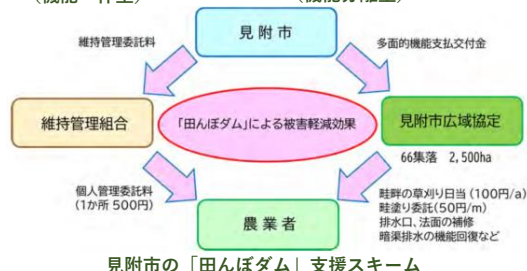 (機能一体型) (機能分離型)
見附市
維持管理委託料 多面的機能支払交付金
維持管理組合 「田んぼダム」による被害軽減効果 見附市広域協定
66集落 2,500ha
個人管理委託料
(1か所 500円)
農業者
畦畔の草刈り日当(100円/a)
畦塗り委託(50円/m)
排水口、法面の補修
暗渠排水の機能回復など
見附市の「田んぼダム」支援スキーム